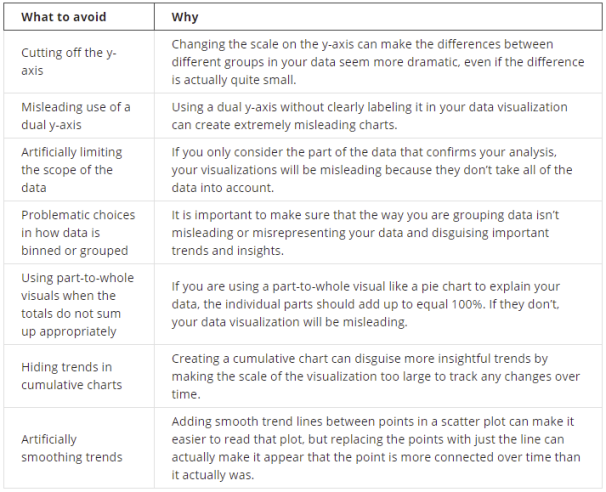 What to avoid
Why
Cutting off the y-
axis
Changing the scale on the y-axis can make the differences between
different groups in your data seem more dramatic, even if the difference
is actually quite small.
Misleading use of a
dual y-axis
Using a dual y-axis without clearly labeling it in your data visualization
can create extremely misleading charts.
Artificially limiting
the scope of the
data
If you only consider the part of the data that confirms your analysis,
your visualizations will be misleading because they don’t take all of the
data into account.
Problematic choices
in how data is
binned or grouped
It is important to make sure that the way you are grouping data isn’t
misleading or misrepresenting your data and disguising important
trends and insights.
Using part-to-whole
visuals when the
totals do not sum
up appropriately
If you are using a part-to-whole visual like a pie chart to explain your
data, the individual parts should add up to equal 100%. If they don’t,
your data visualization will be misleading.
Hiding trends in
cumulative charts
Creating a cumulative chart can disguise more insightful trends by
making the scale of the visualization too large to track any changes over
time.
Artificially
smoothing trends
Adding smooth trend lines between points in a scatter plot can make it
easier to read that plot, but replacing the points with just the line can
actually make it appear that the point is more connected over time than
it actually was.